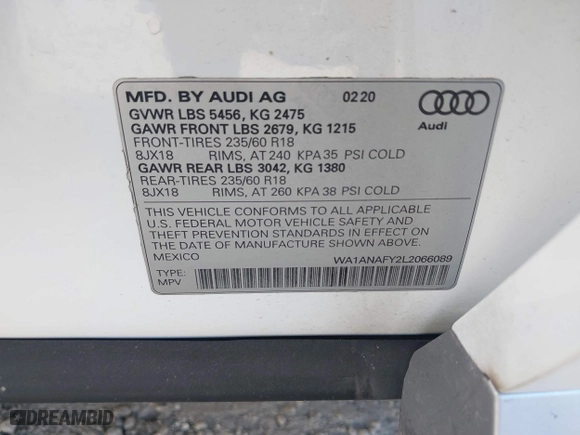 MFD. BY AUDI AG 0220
GVWR LBS 5456, KG 2475
GAWR FRONT LBS 2679, KG 1215
FRONT-TIRES 235/60 R18
8JX18 RIMS, AT 240 KPA 35 PSI COLD
GAWR REAR LBS 3042, KG 1380
REAR-TIRES 235/60 R18
8JX18 RIMS, AT 260 KPA 38 PSI COLD
Audi
THIS VEHICLE CONFORMS TO ALL APPLICABLE
U.S. FEDERAL MOTOR VEHICLE SAFETY AND
THEFT PREVENTION STANDARDS IN EFFECT ON
THE DATE OF MANUFACTURE SHOWN ABOVE.
MEXICO WA1ANAFY2L2066089
TYPE:
MPV
DREAMBID